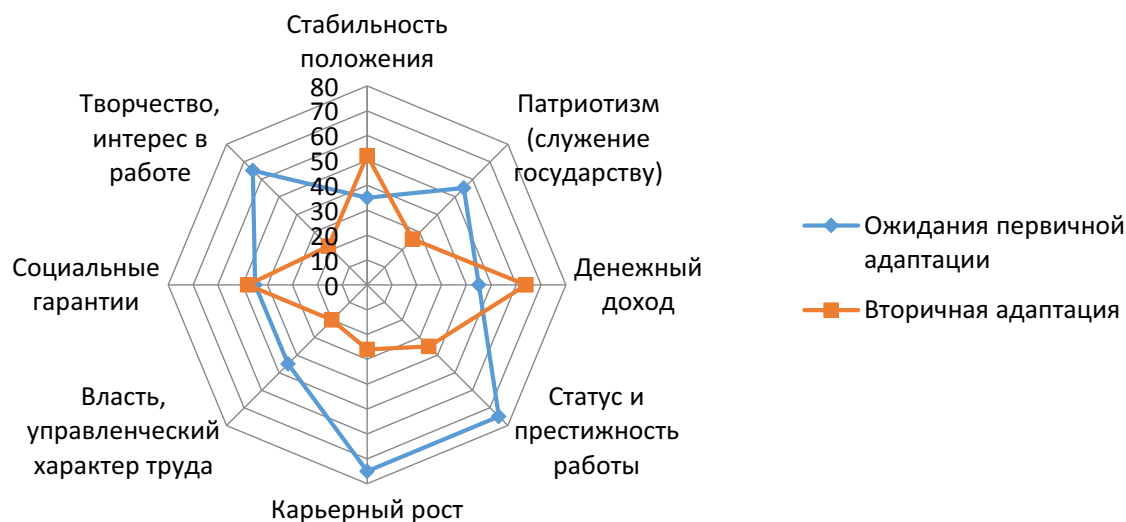 Стабильность
положения
Творчество,
интерес в
работе
Патриотизм
(служение
государству)
80
70
60
50
40
30
20
10
0
Социальные
гарантии
Денежный
доход
Ожидания первичной
адаптации
Вторичная адаптация
Власть,
управленческий
характер труда
Статус и
престижность
работы
Карьерный рост